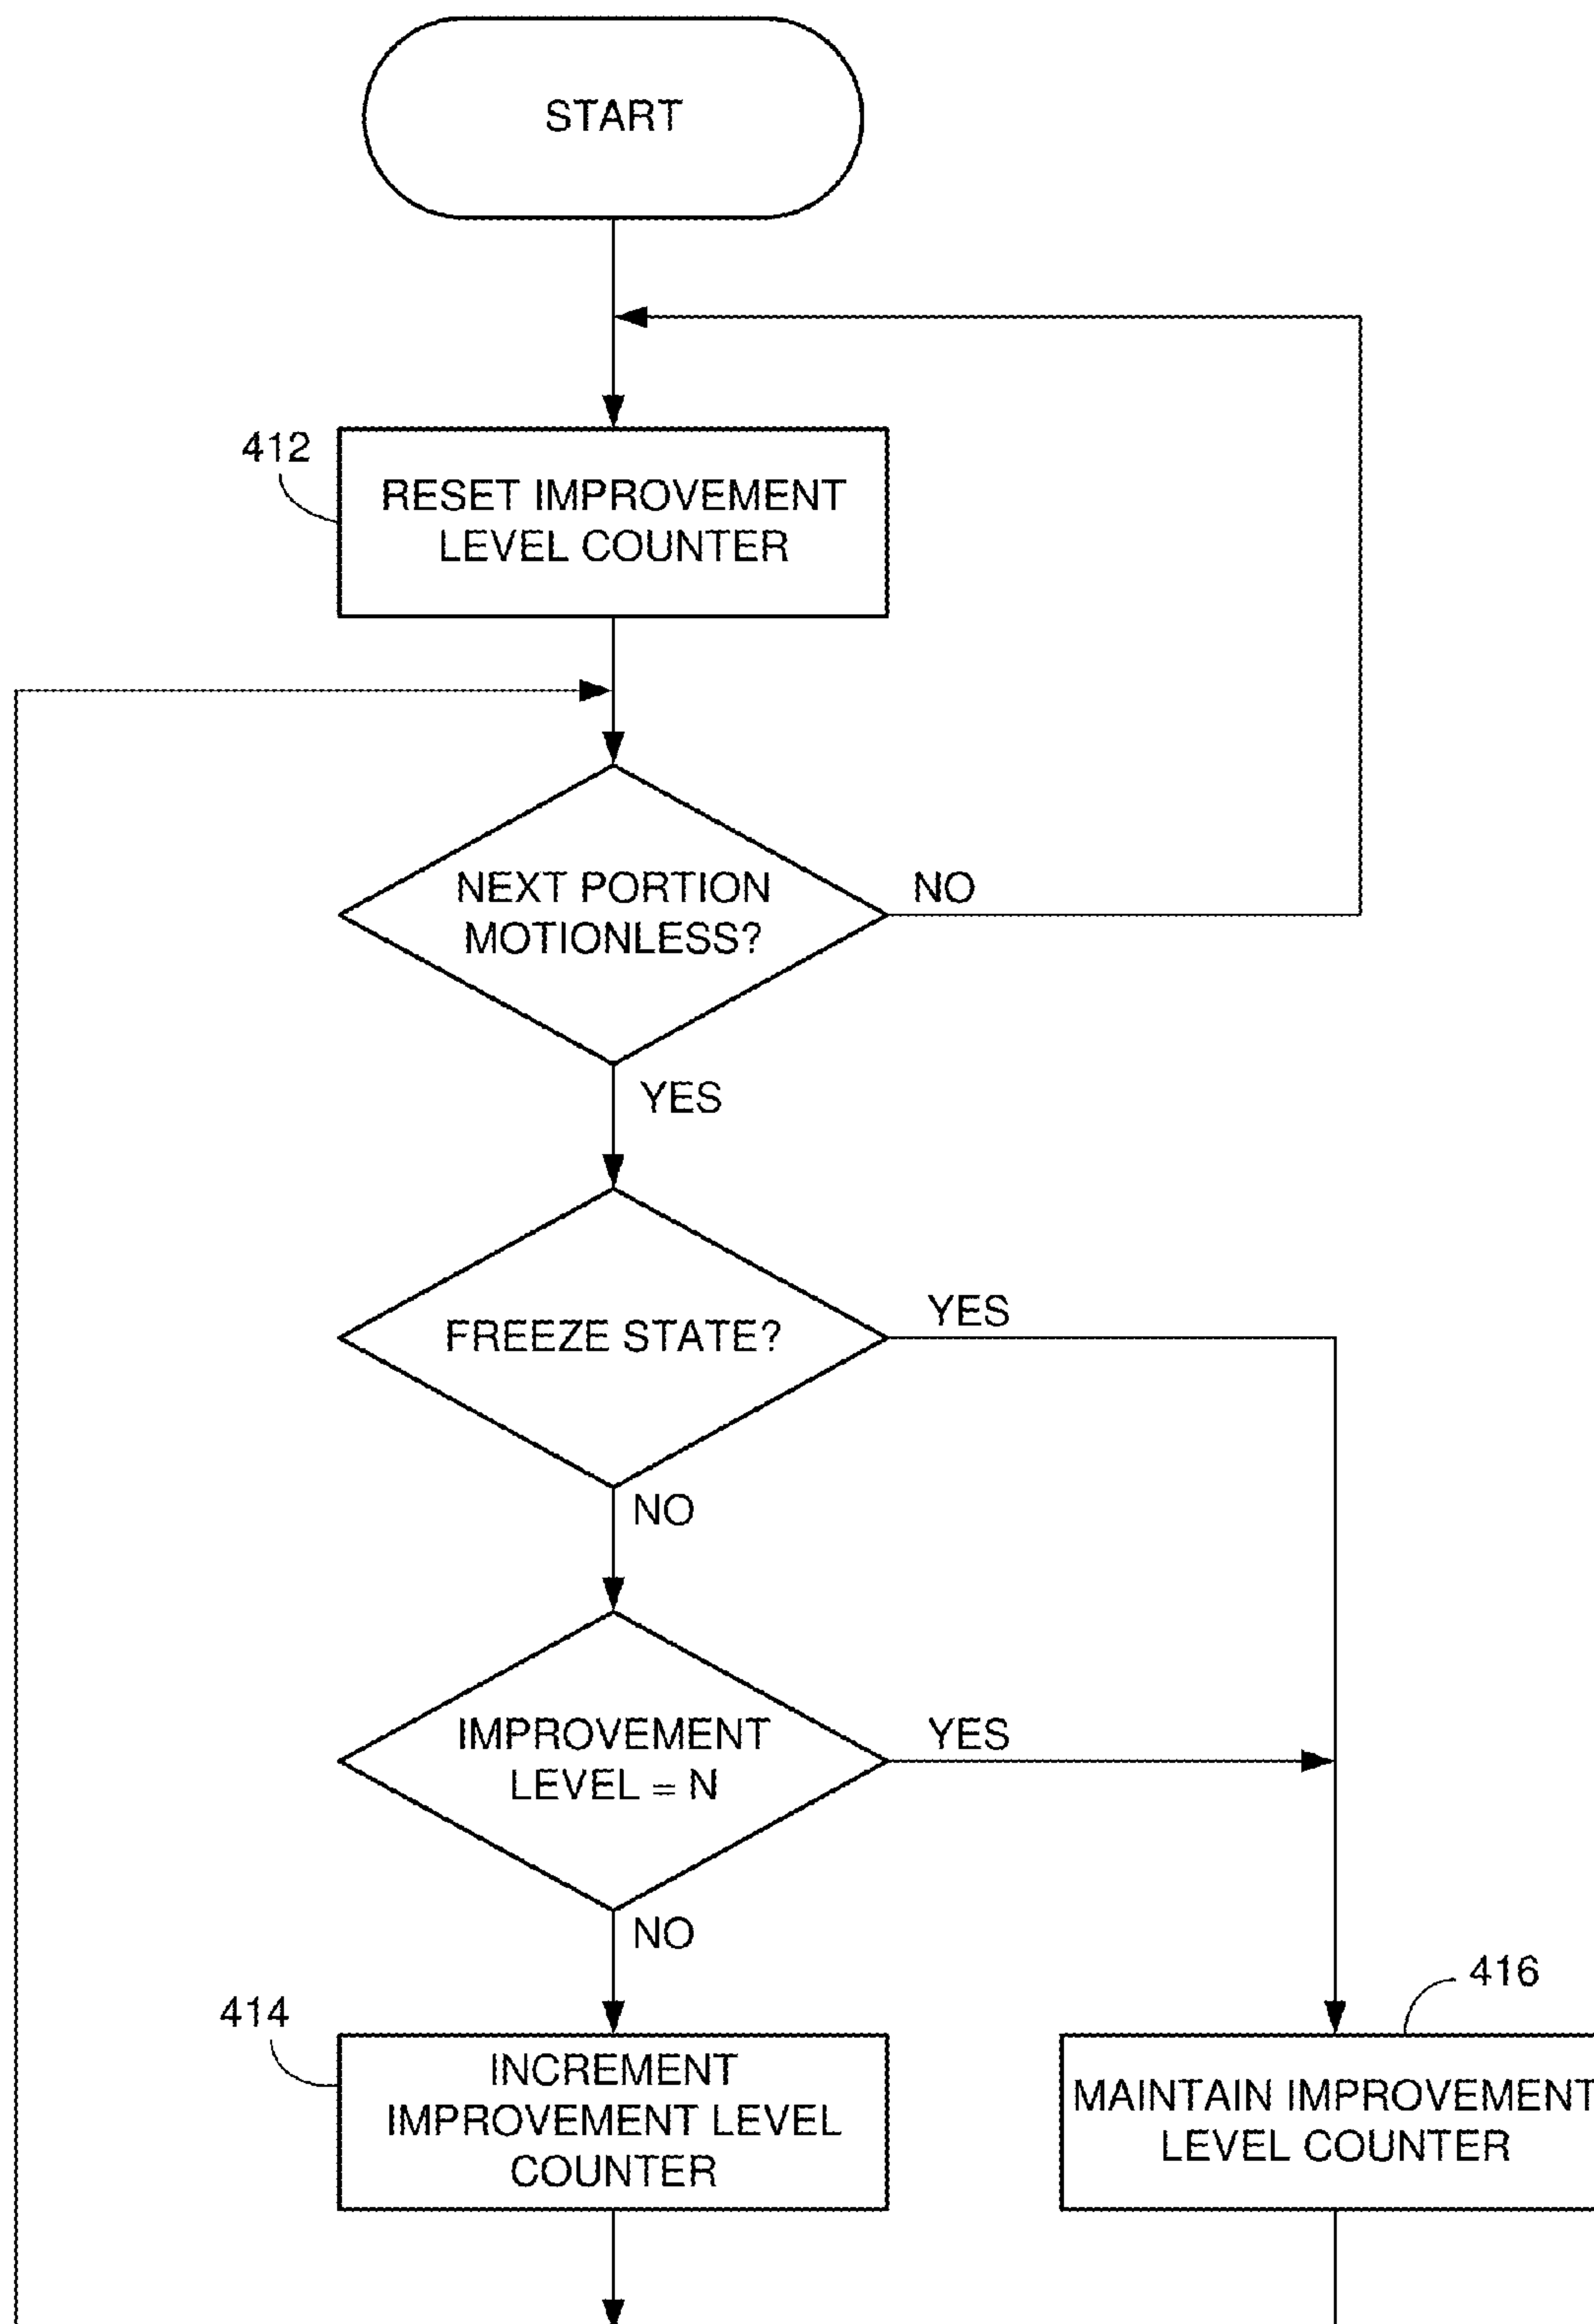 START
412
RESET IMPROVEMENT
LEVEL COUNTER
NEXT PORTION
MOTIONLESS?
NO
YES
FREEZE STATE?
YES
NO
IMPROVEMENT
LEVEL = N
YES
NO
414
INCREMENT
IMPROVEMENT LEVEL
COUNTER
416
MAINTAIN IMPROVEMENT
LEVEL COUNTER